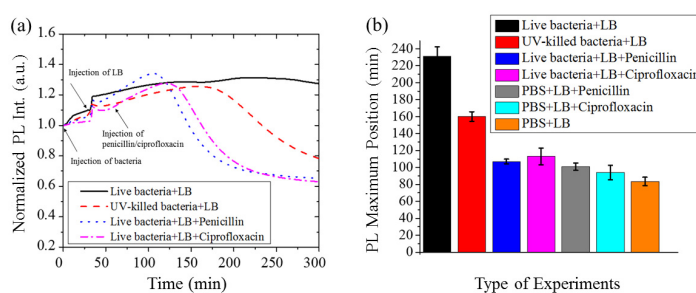 (a)
Normalized PL Int. (a.u.)
1.6
1.4
1.2
1.0
0.8
0.6
0.4
0.2
Injection of LB
Injection of
penicillin/ciprofloxacin
Injection of bacteria
Live bacteria+LB
UV-killed bacteria+LB
Live bacteria+LB+Penicillin
Live bacteria+LB+Ciprofloxacin
0 50 100 150 200 250 300
Time (min)
(b)
PL Maximum Position (min)
240
220
200
180
160
140
120
100
80
60
40
20
0
Live bacteria+LB
UV-killed bacteria+LB
Live bacteria+LB+Penicillin
Live bacteria+LB+Ciprofloxacin
PBS+LB+Penicillin
PBS+LB+Ciprofloxacin
PBS+LB
Type of Experiments